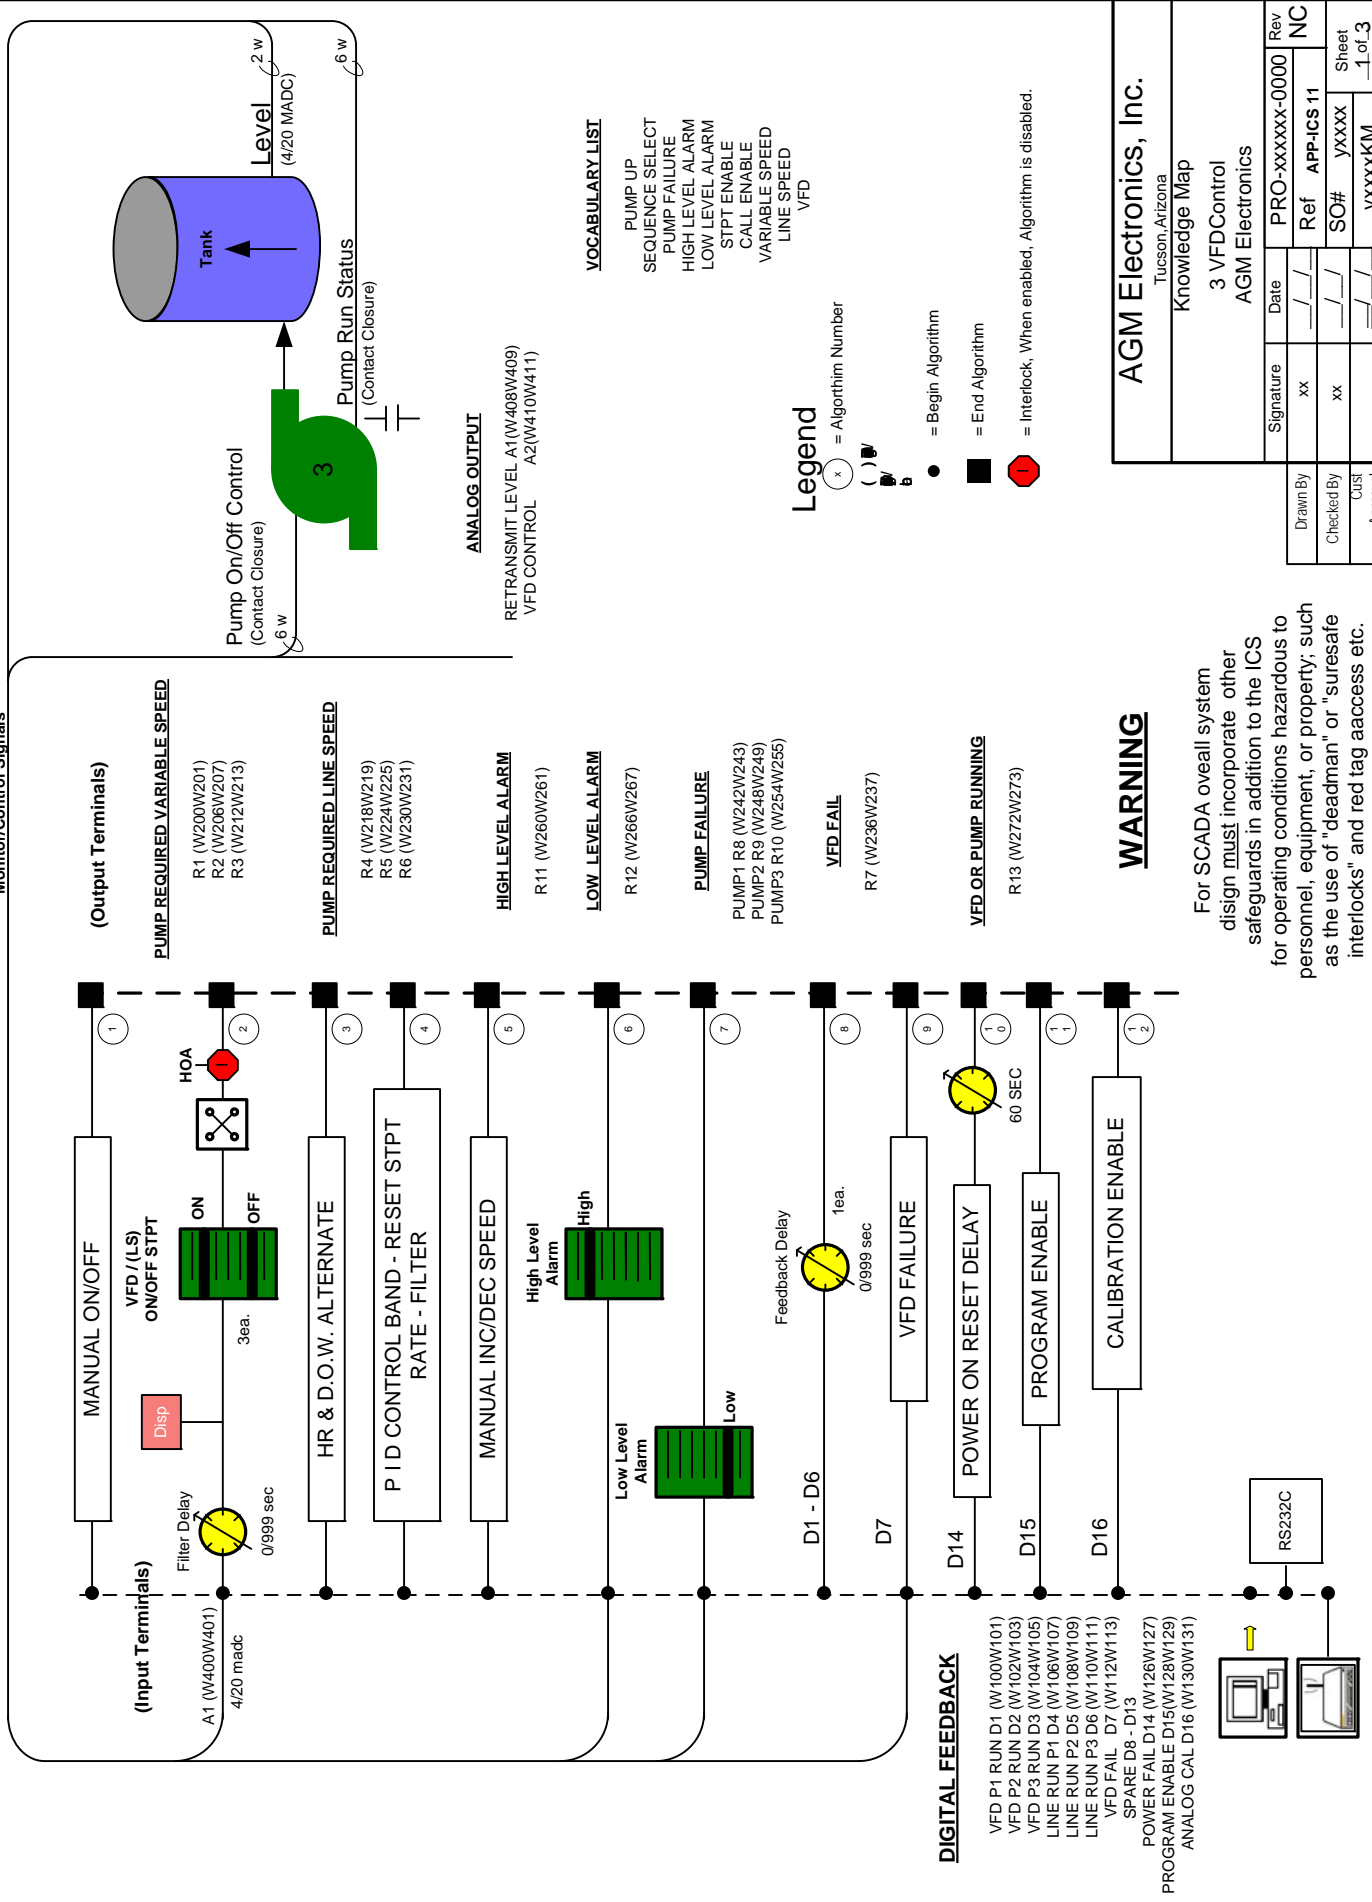 Monitor/Control Signals
(Input Terminals)
A1 (W400W401)
4/20 madc
Filter Delay
0/999 sec
Disp
VFD / (LS)
ON/OFF STPT
ON
OFF
3ea.
HOA
MANUAL ON/OFF
1
2
HR & D.O.W. ALTERNATE
3
P I D CONTROL BAND - RESET STPT
RATE - FILTER
4
MANUAL INC/DEC SPEED
5
High Level
Alarm
High
6
Low Level
Alarm
Low
7
D1 - D6
Feedback Delay
0/999 sec
1ea.
8
D7
VFD FAILURE
9
D14
POWER ON RESET DELAY
60 SEC
1 0
D15
PROGRAM ENABLE
1 1
D16
CALIBRATION ENABLE
1 2
RS232C
DIGITAL FEEDBACK
VFD P1 RUN D1 (W100W101)
VFD P2 RUN D2 (W102W103)
VFD P3 RUN D3 (W104W105)
LINE RUN P1 D4 (W106W107)
LINE RUN P2 D5 (W108W109)
LINE RUN P3 D6 (W110W111)
VFD FAIL D7 (W112W113)
SPARE D8 - D13
POWER FAIL D14 (W126W127)
PROGRAM ENABLE D15(W128W129)
ANALOG CAL D16 (W130W131)
(Output Terminals)
PUMP REQUIRED VARIABLE SPEED
R1 (W200W201)
R2 (W206W207)
R3 (W212W213)
PUMP REQUIRED LINE SPEED
R4 (W218W219)
R5 (W224W225)
R6 (W230W231)
HIGH LEVEL ALARM
R11 (W260W261)
LOW LEVEL ALARM
R12 (W266W267)
PUMP FAILURE
PUMP1 R8 (W242W243)
PUMP2 R9 (W248W249)
PUMP3 R10 (W254W255)
VFD FAIL
R7 (W236W237)
VFD OR PUMP RUNNING
R13 (W272W273)
WARNING
For SCADA oveall system
disign must incorporate other
safeguards in addition to the ICS
for operating conditions hazardous to
personnel, equipment, or property; such
as the use of "deadman" or "suresafe
interlocks" and red tag aaccess etc.
Pump On/Off Control
(Contact Closure)
6 w
3
Tank
Level
(4/20 MADC)
2 w
6 w
Pump Run Status
(Contact Closure)
ANALOG OUTPUT
RETRANSMIT LEVEL A1(W408W409)
VFD CONTROL A2(W410W411)
VOCABULARY LIST
PUMP UP
SEQUENCE SELECT
PUMP FAILURE
HIGH LEVEL ALARM
LOW LEVEL ALARM
STPT ENABLE
CALL ENABLE
VARIABLE SPEED
LINE SPEED
VFD
Legend
x = Algorthim Number
= Begin Algorithm
= End Algorithm
I = Interlock, When enabled, Algorithm is disabled.
AGM Electronics, Inc.
Tucson,Arizona
Knowledge Map
3 VFDControl
AGM Electronics
Signature Date PRO-xxxxxx-0000 Rev NC
Drawn By xx __/__/__ Ref APP-ICS 11
Checked By xx __/__/ SO# yxxxx Sheet 1 of 3
Cust